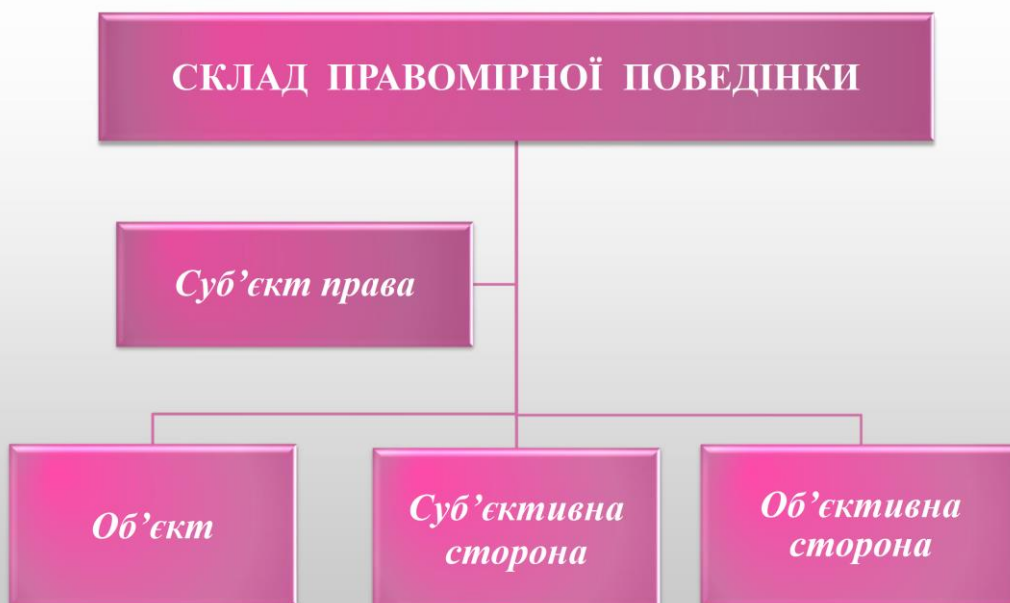 СКЛАД ПРАВОМІРНОЇ ПОВЕДІНКИ
Суб’єкт права
Об’єкт
Суб’єктивна
сторона
Об’єктивна
сторона